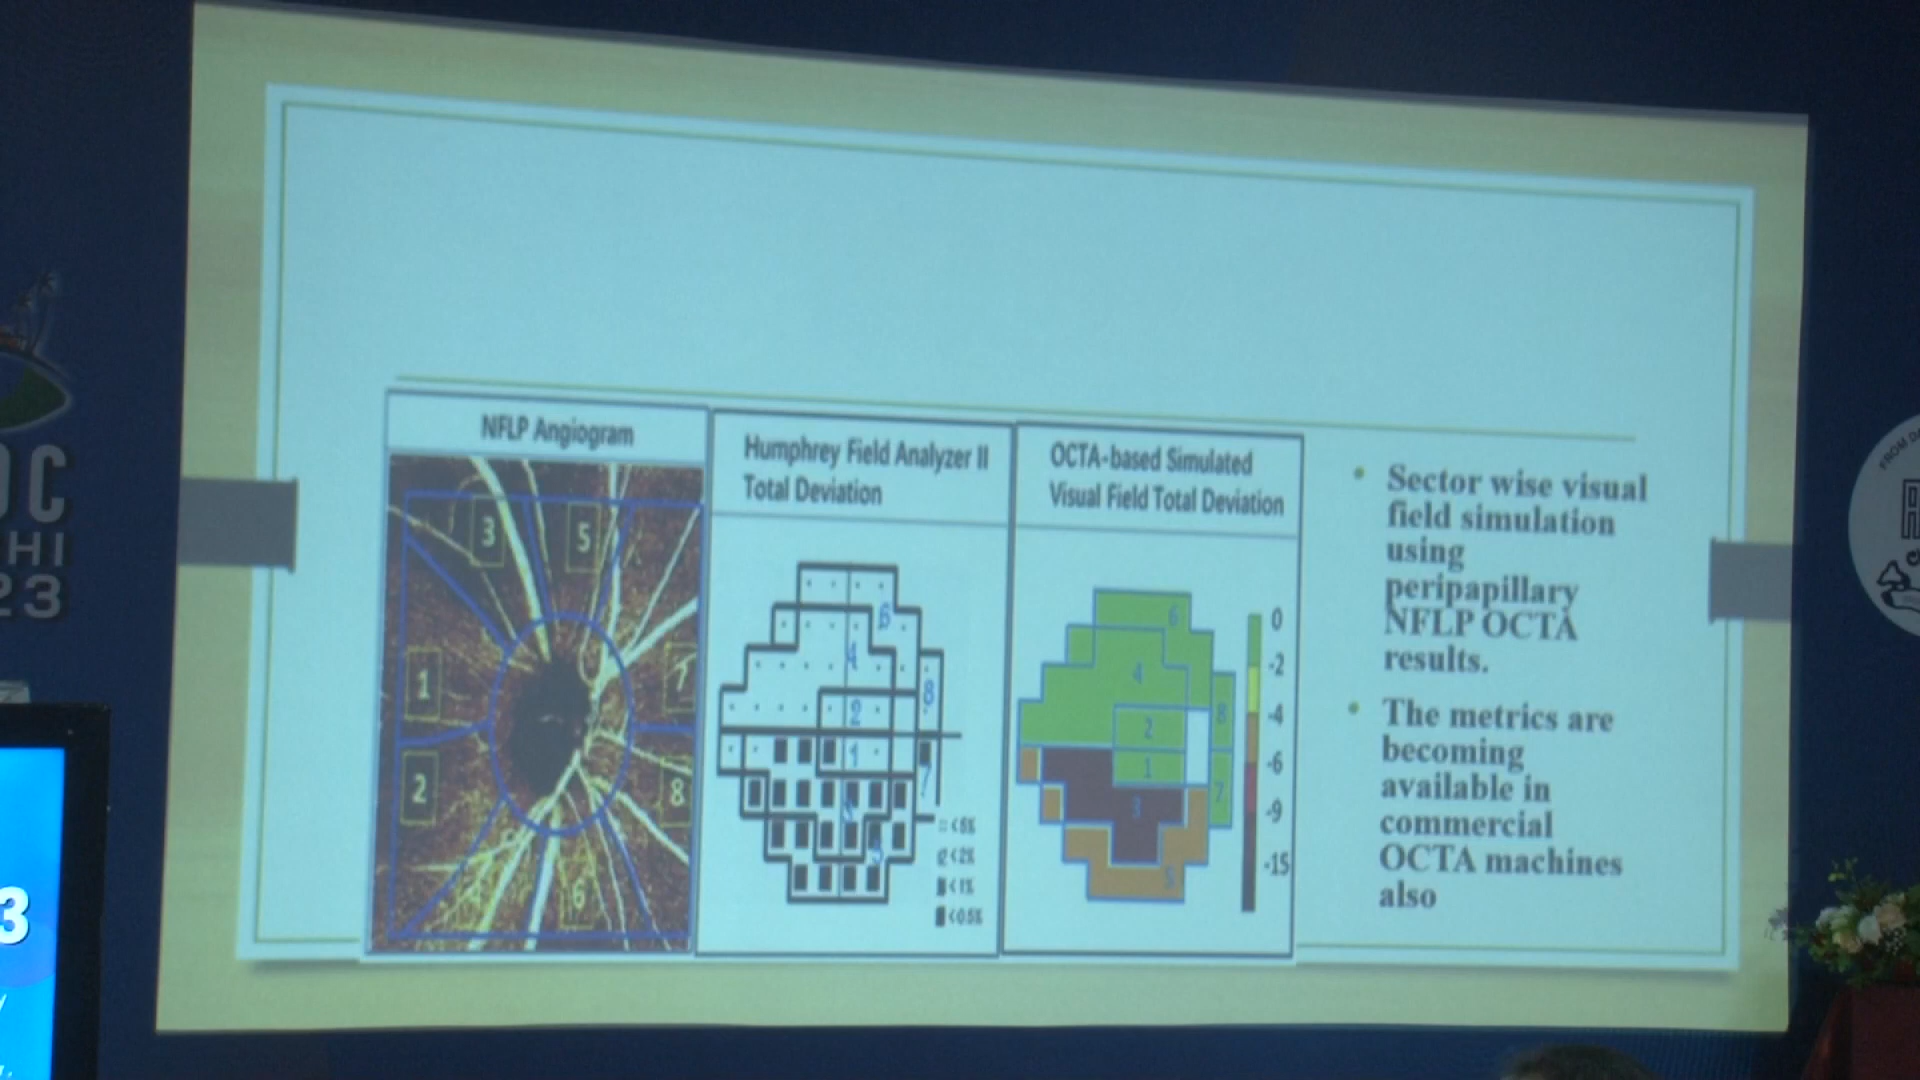 NFLP Angiogram
3
5
1
7
2
8
6
Humphrey Field Analyzer II
Total Deviation
6
4
8
2
1
7
3
5
<5%
<2%
<1%
<0.5%
OCTA-based Simulated
Visual Field Total Deviation
6
4
8
2
1
7
3
5
0
-2
-4
-6
-9
-15
• Sector wise visual
field simulation
using
peripapillary
NFLP OCTA
results.
• The metrics are
becoming
available in
commercial
OCTA machines
also
HI
23
3
FROM DA